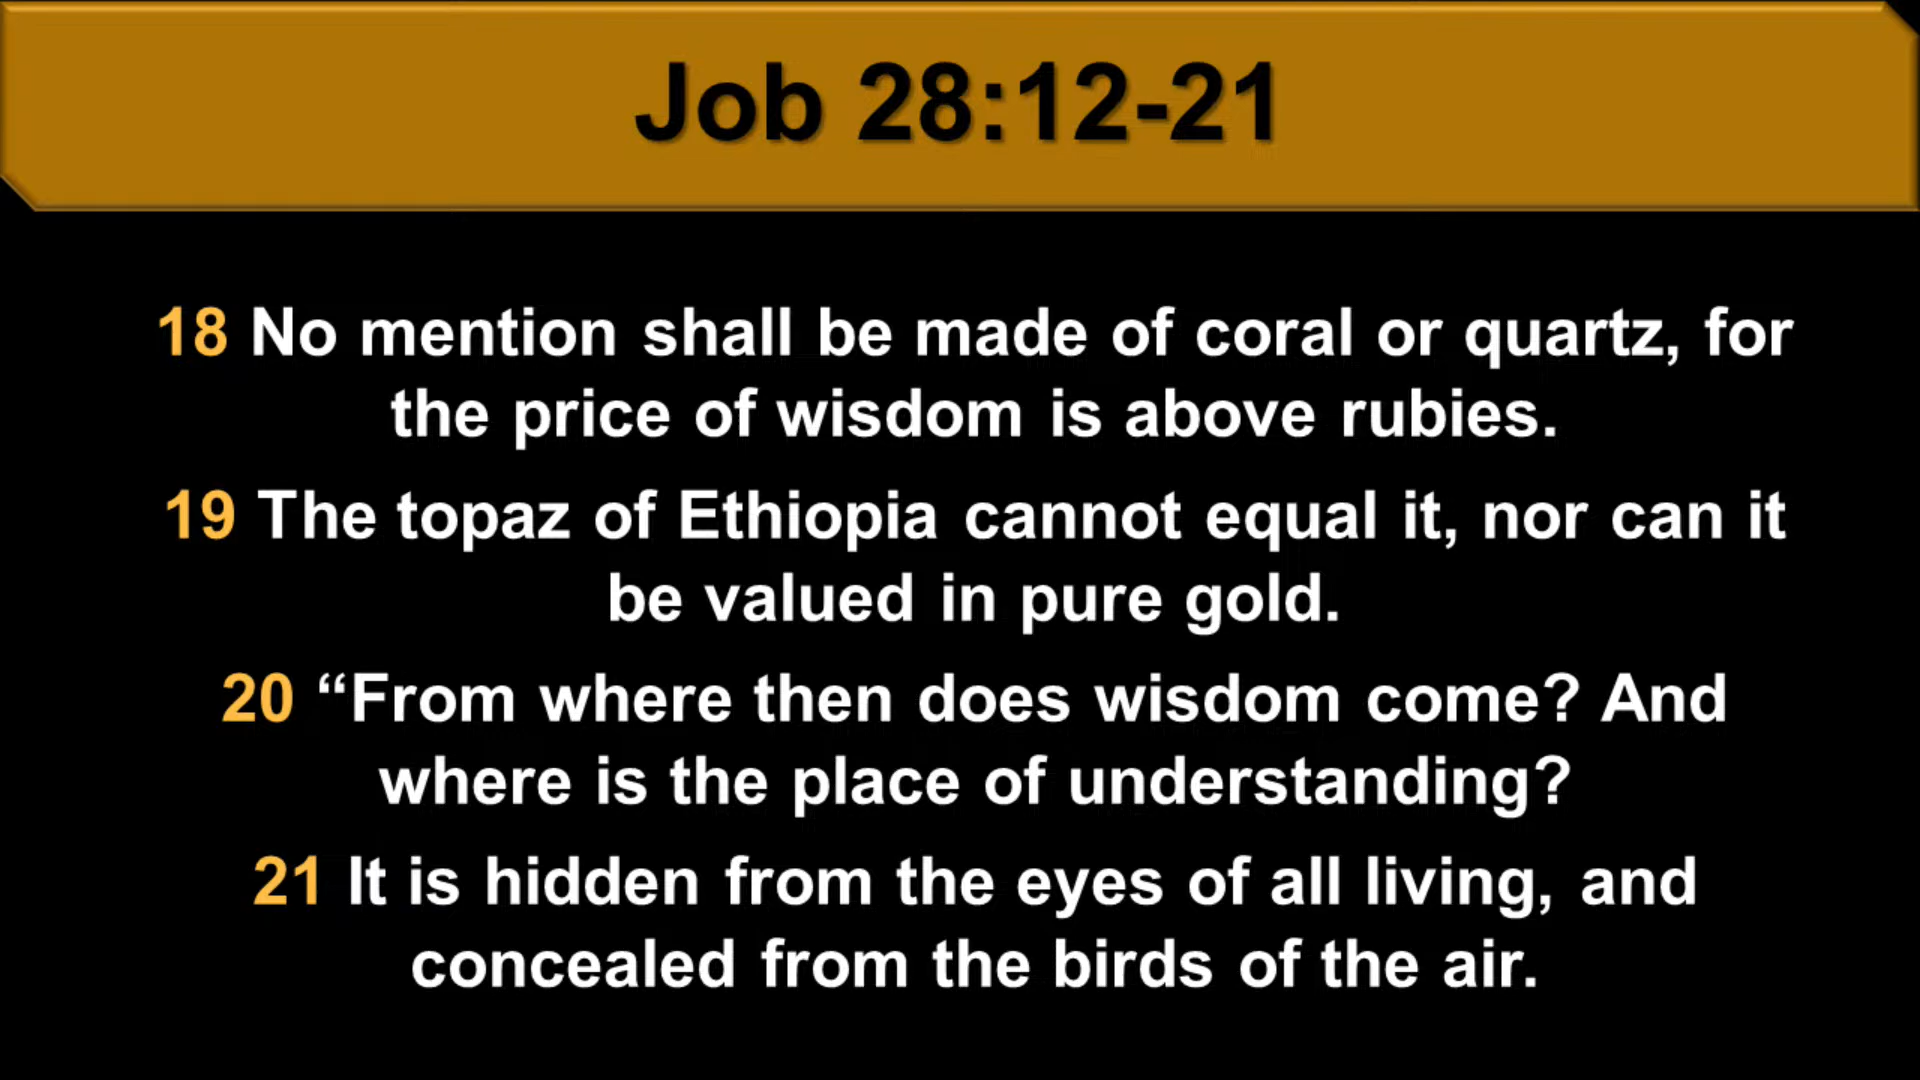 Job 28:12-21
18 No mention shall be made of coral or quartz, for
the price of wisdom is above rubies.
19 The topaz of Ethiopia cannot equal it, nor can it
be valued in pure gold.
20 “From where then does wisdom come? And
where is the place of understanding?
21 It is hidden from the eyes of all living, and
concealed from the birds of the air.